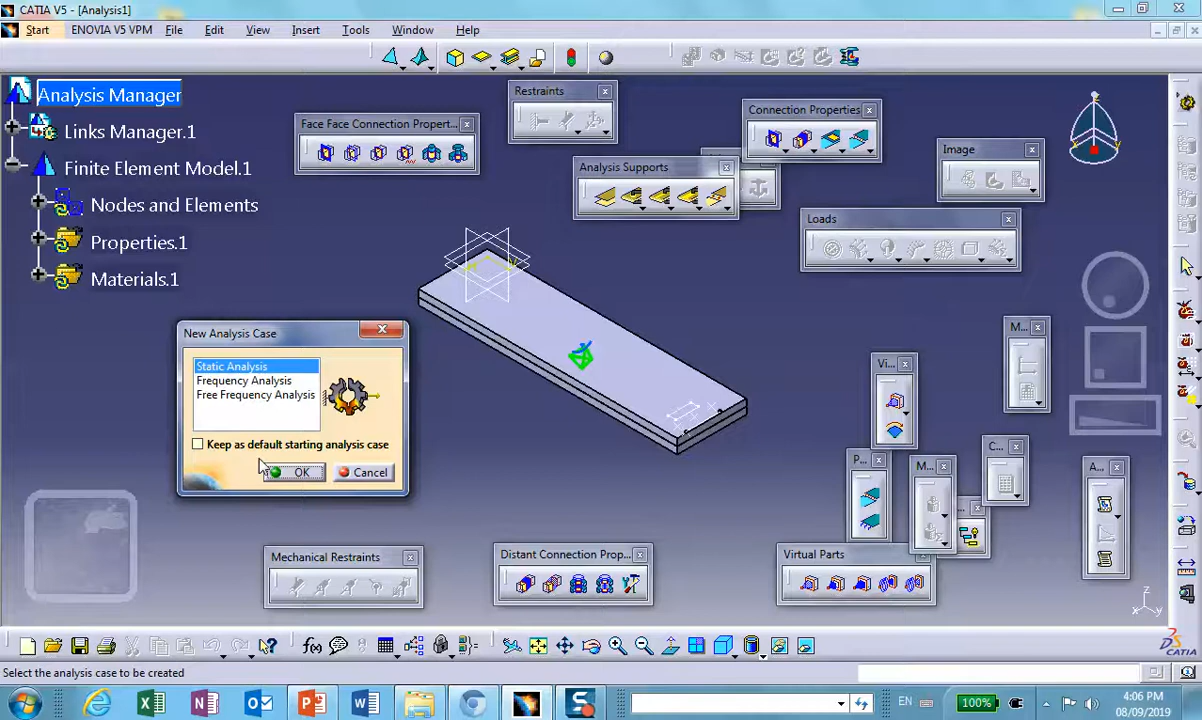 CATIA V5 - [Analysis1]
Start ENOVIA V5 VPM File Edit View Insert Tools Window Help
Analysis Manager
Links Manager.1
Finite Element Model.1
Nodes and Elements
Properties.1
Materials.1
Face Face Connection Propert...
Restraints
Analysis Supports
Connection Properties
Image
Loads
New Analysis Case
Static Analysis
Frequency Analysis
Free Frequency Analysis
Keep as default starting analysis case
OK
Cancel
M...
Vi...
P...
M...
C...
A...
Mechanical Restraints
Distant Connection Prop...
Virtual Parts
z
x y
CATIA
Select the analysis case to be created
EN
100%
4:06 PM
08/09/2019